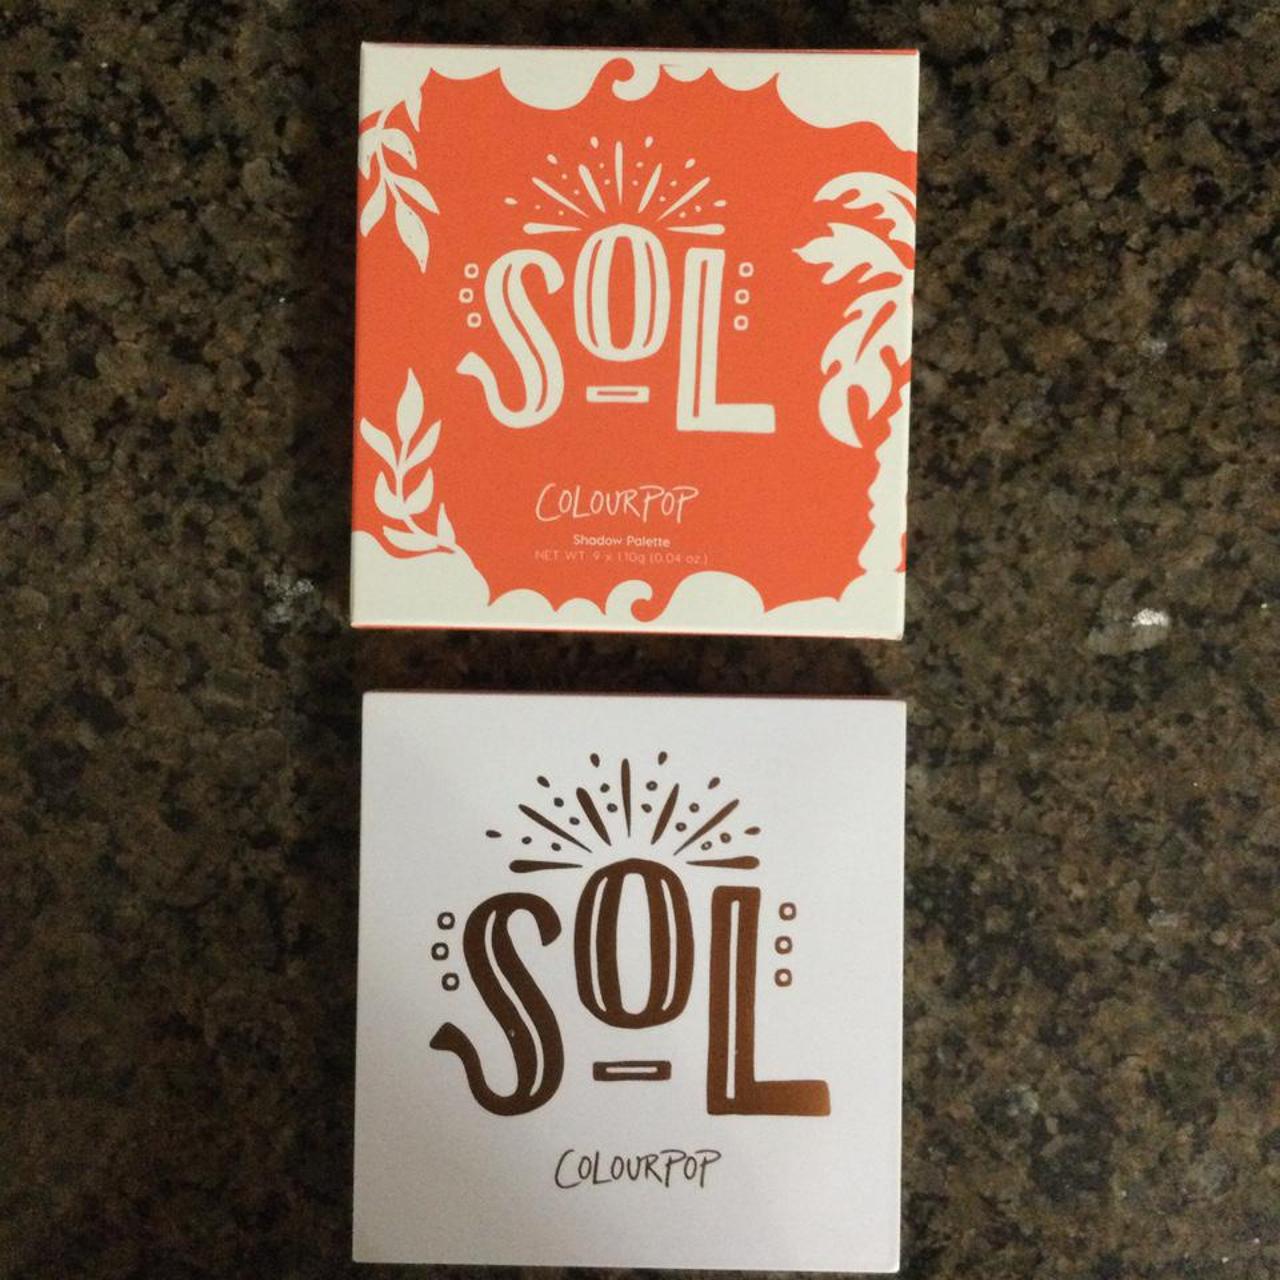 SOL
COLOURPOP
Shadow Palette
NET WT. 9 x 1.10g (0.04 oz.)
SOL
COLOURPOP